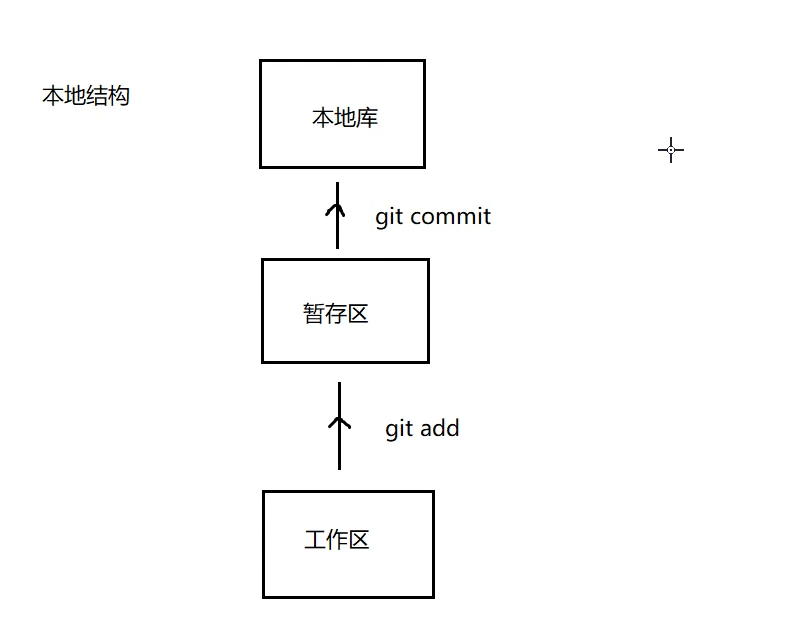 本地结构
本地库
git commit
暂存区
git add
工作区